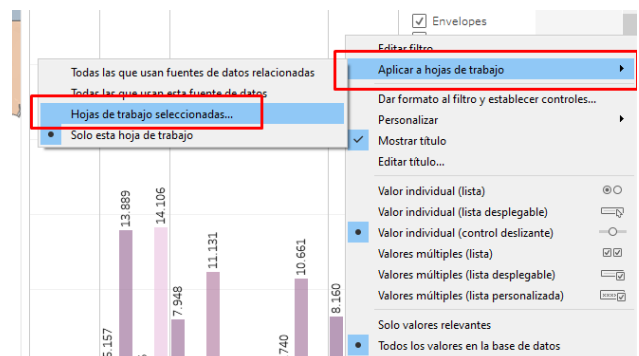 Envelopes
Editar filtro
Aplicar a hojas de trabajo
Todas las que usan fuentes de datos relacionadas
Todas las que usan esta fuente de datos
Hojas de trabajo seleccionadas...
Solo esta hoja de trabajo
Dar formato al filtro y establecer controles...
Personalizar
Mostrar título
Editar título...
Valor individual (lista)
Valor individual (lista desplegable)
Valor individual (control deslizante)
Valores múltiples (lista)
Valores múltiples (lista desplegable)
Valores múltiples (lista personalizada)
Solo valores relevantes
Todos los valores en la base de datos
13.889
14.106
7.948
11.131
10.661
8.160
5.157
740